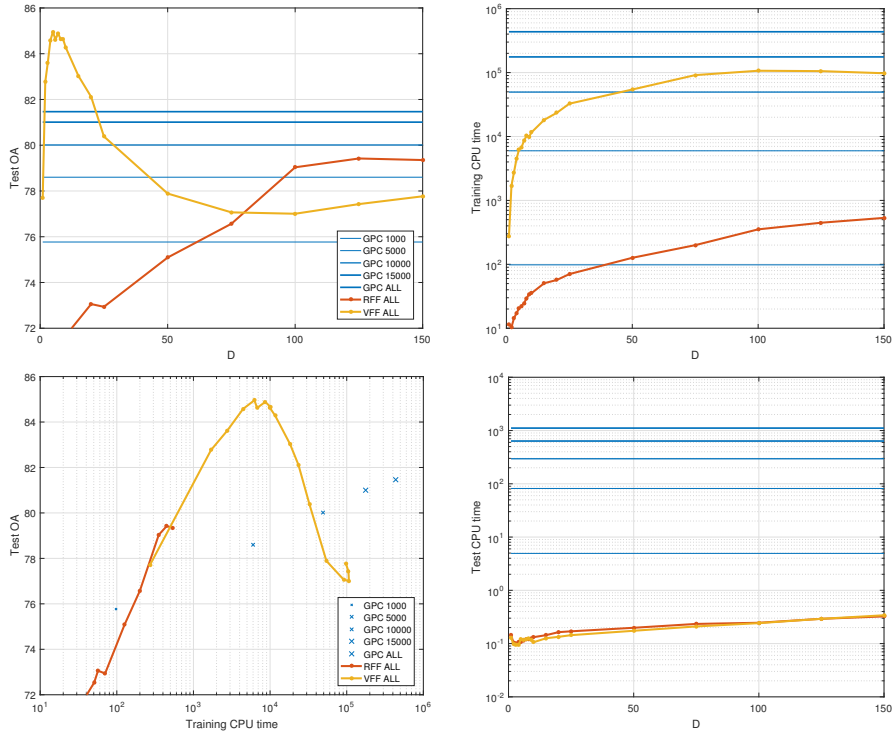 86
84
82
80
78
76
74
72
0
50
100
150
Test OA
D
GPC 1000
GPC 5000
GPC 10000
GPC 15000
GPC ALL
RFF ALL
VFF ALL
10^6
10^5
10^4
10^3
10^2
10^1
0
50
100
150
Training CPU time
D
86
84
82
80
78
76
74
72
10^1
10^2
10^3
10^4
10^5
10^6
Test OA
Training CPU time
GPC 1000
GPC 5000
GPC 10000
GPC 15000
GPC ALL
RFF ALL
VFF ALL
10^4
10^3
10^2
10^1
10^0
10^-1
10^-2
0
50
100
150
Test CPU time
D